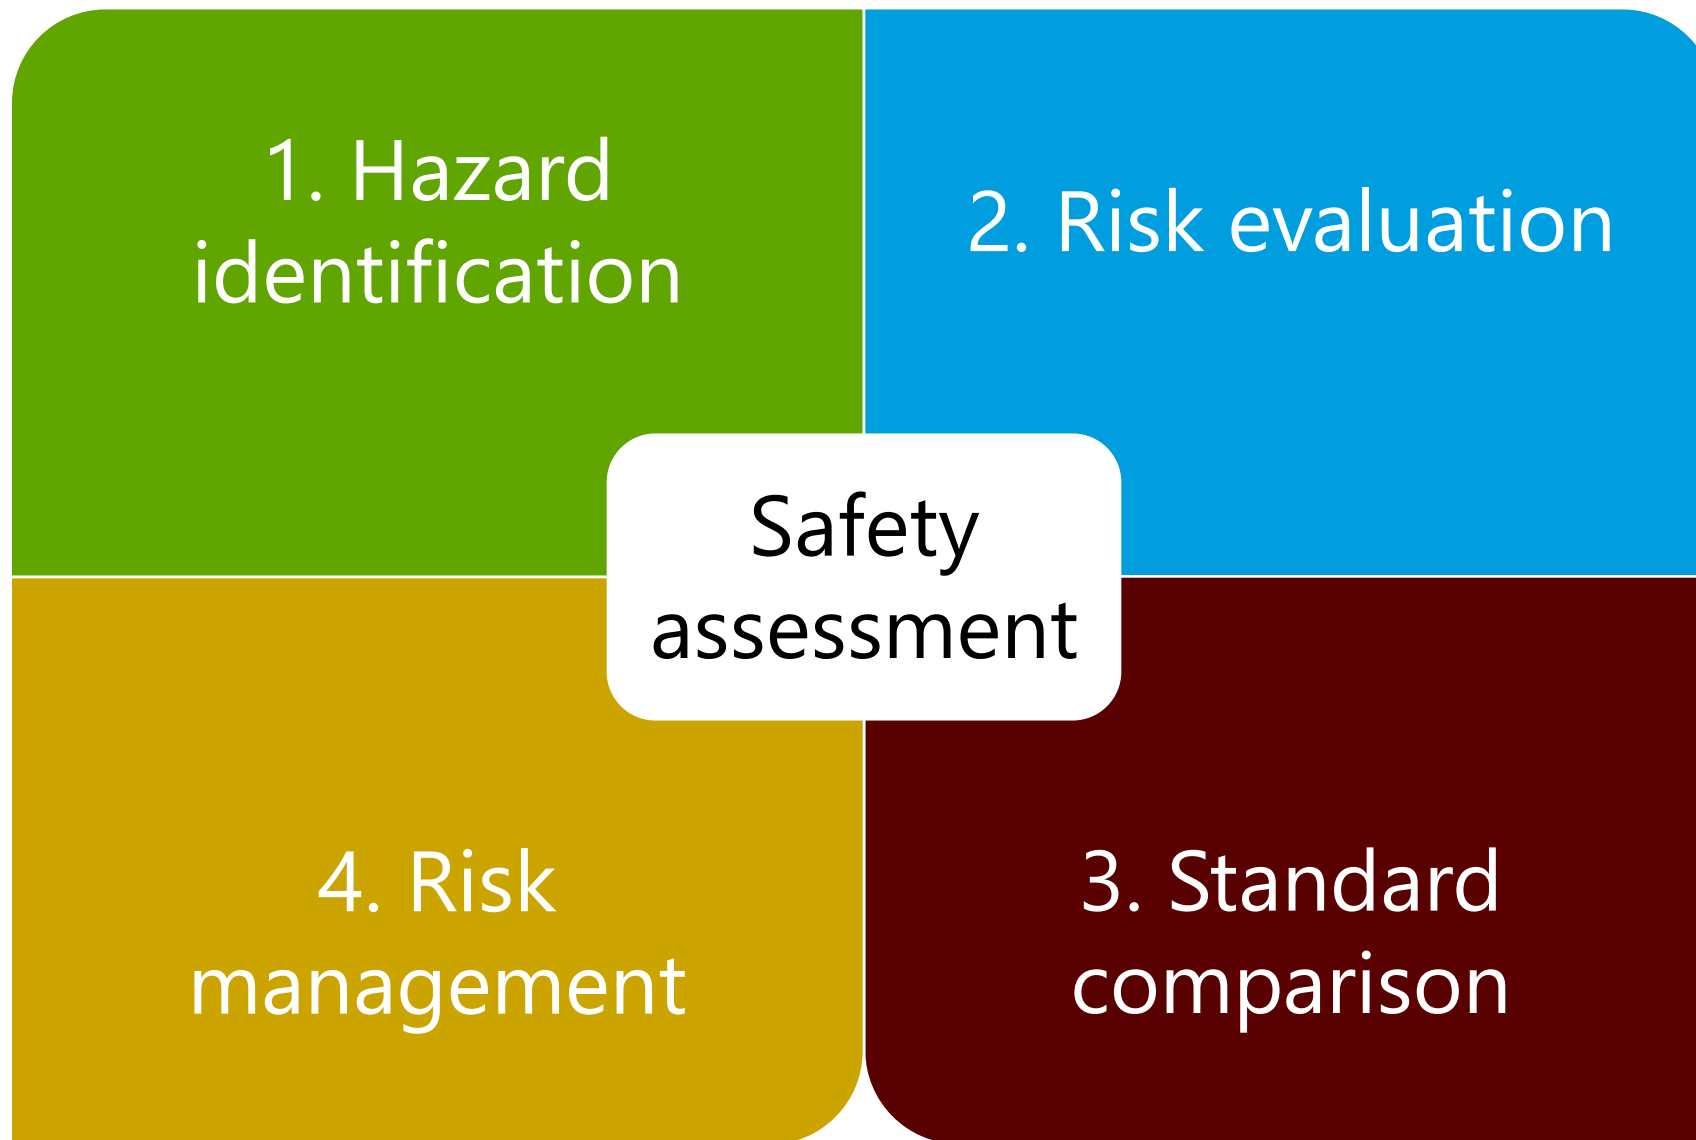 1. Hazard
identification
2. Risk evaluation
Safety
assessment
4. Risk
management
3. Standard
comparison